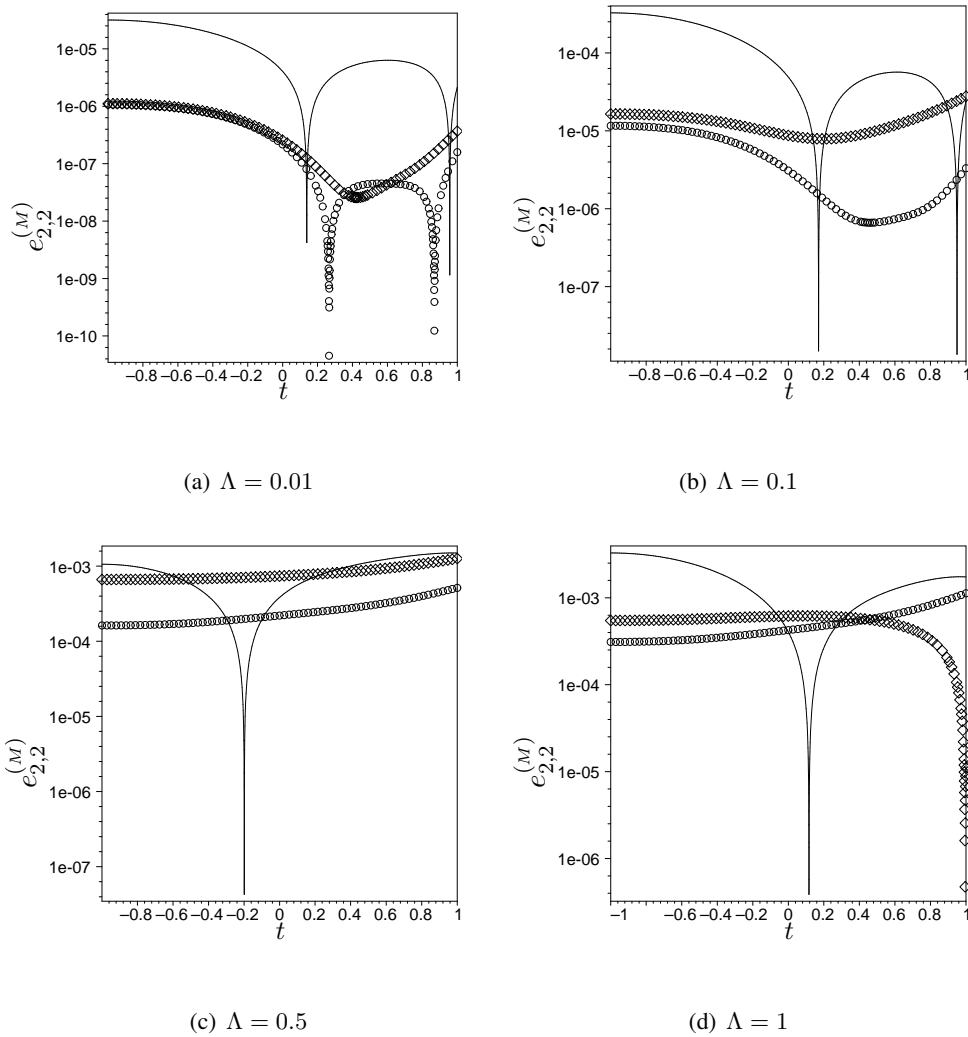 1e-05
1e-06
1e-07
1e-08
1e-09
1e-10
e_{2,2}^{(M)}
−0.8 −0.6 −0.4 −0.2 0 0.2 0.4 0.6 0.8 1
t
(a) Λ = 0.01
1e-04
1e-05
1e-06
1e-07
e_{2,2}^{(M)}
−0.8 −0.6 −0.4 −0.2 0 0.2 0.4 0.6 0.8 1
t
(b) Λ = 0.1
1e-03
1e-04
1e-05
1e-06
1e-07
e_{2,2}^{(M)}
−0.8 −0.6 −0.4 −0.2 0 0.2 0.4 0.6 0.8 1
t
(c) Λ = 0.5
1e-03
1e-04
1e-05
1e-06
e_{2,2}^{(M)}
−1 −0.6 −0.2 0 0.2 0.4 0.6 0.8 1
t
(d) Λ = 1